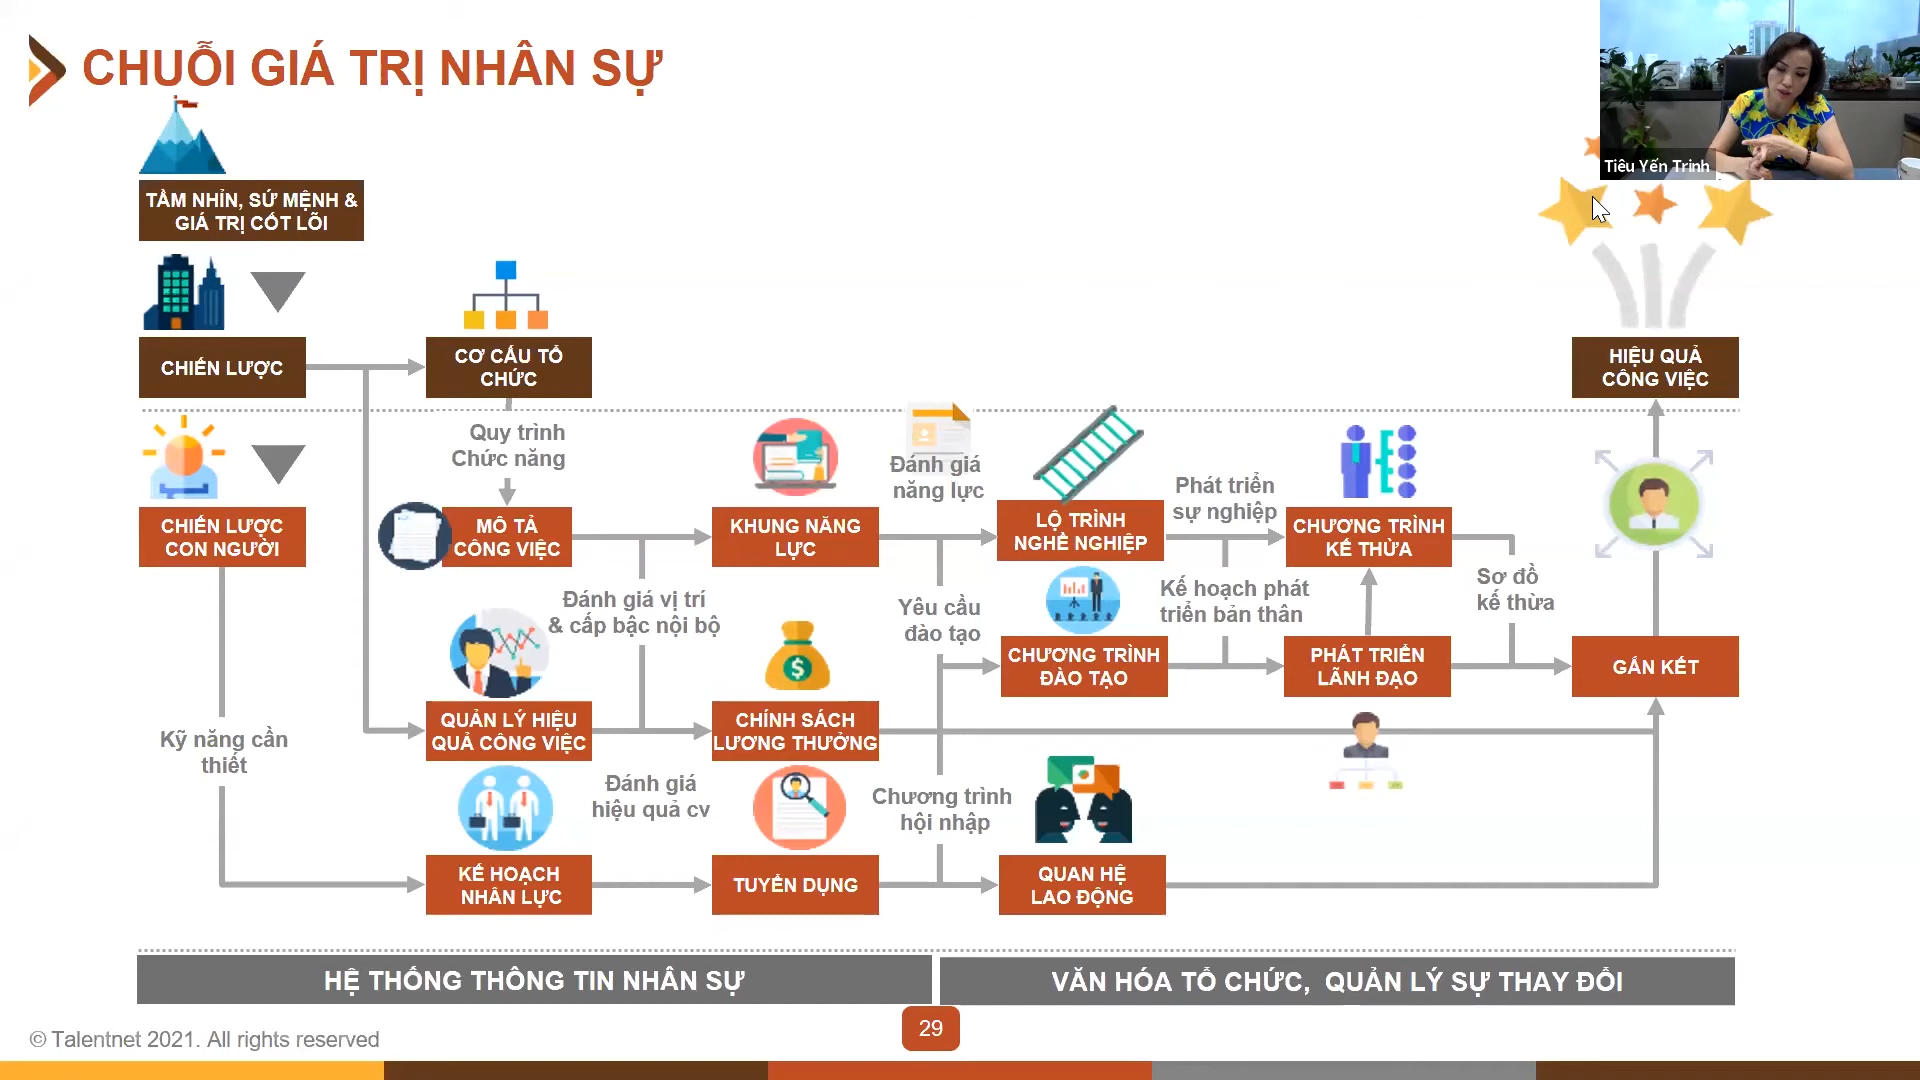 CHUỖI GIÁ TRỊ NHÂN SỰ
Tiêu Yến Trinh
TẦM NHÌN, SỨ MỆNH &
GIÁ TRỊ CỐT LÕI
CHIẾN LƯỢC
CƠ CẤU TỔ
CHỨC
HIỆU QUẢ
CÔNG VIỆC
Quy trình
Chức năng
Đánh giá
năng lực
Phát triển
sự nghiệp
CHIẾN LƯỢC
CON NGƯỜI
MÔ TẢ
CÔNG VIỆC
KHUNG NĂNG
LỰC
LỘ TRÌNH
NGHỀ NGHIỆP
CHƯƠNG TRÌNH
KẾ THỪA
Đánh giá vị trí
& cấp bậc nội bộ
Yêu cầu
đào tạo
Kế hoạch phát
triển bản thân
Sơ đồ
kế thừa
CHƯƠNG TRÌNH
ĐÀO TẠO
PHÁT TRIỂN
LÃNH ĐẠO
GẮN KẾT
Kỹ năng cần
thiết
QUẢN LÝ HIỆU
QUẢ CÔNG VIỆC
CHÍNH SÁCH
LƯƠNG THƯỞNG
Đánh giá
hiệu quả cv
Chương trình
hội nhập
KẾ HOẠCH
NHÂN LỰC
TUYỂN DỤNG
QUAN HỆ
LAO ĐỘNG
HỆ THỐNG THÔNG TIN NHÂN SỰ
VĂN HÓA TỔ CHỨC, QUẢN LÝ SỰ THAY ĐỔI
© Talentnet 2021. All rights reserved
29